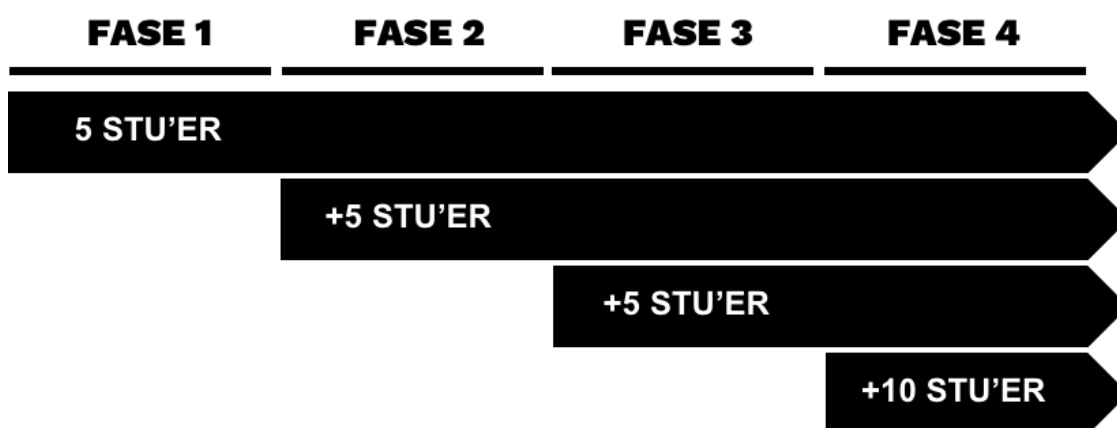 FASE 1 FASE 2 FASE 3 FASE 4
5 STU’ER
+5 STU’ER
+5 STU’ER
+10 STU’ER